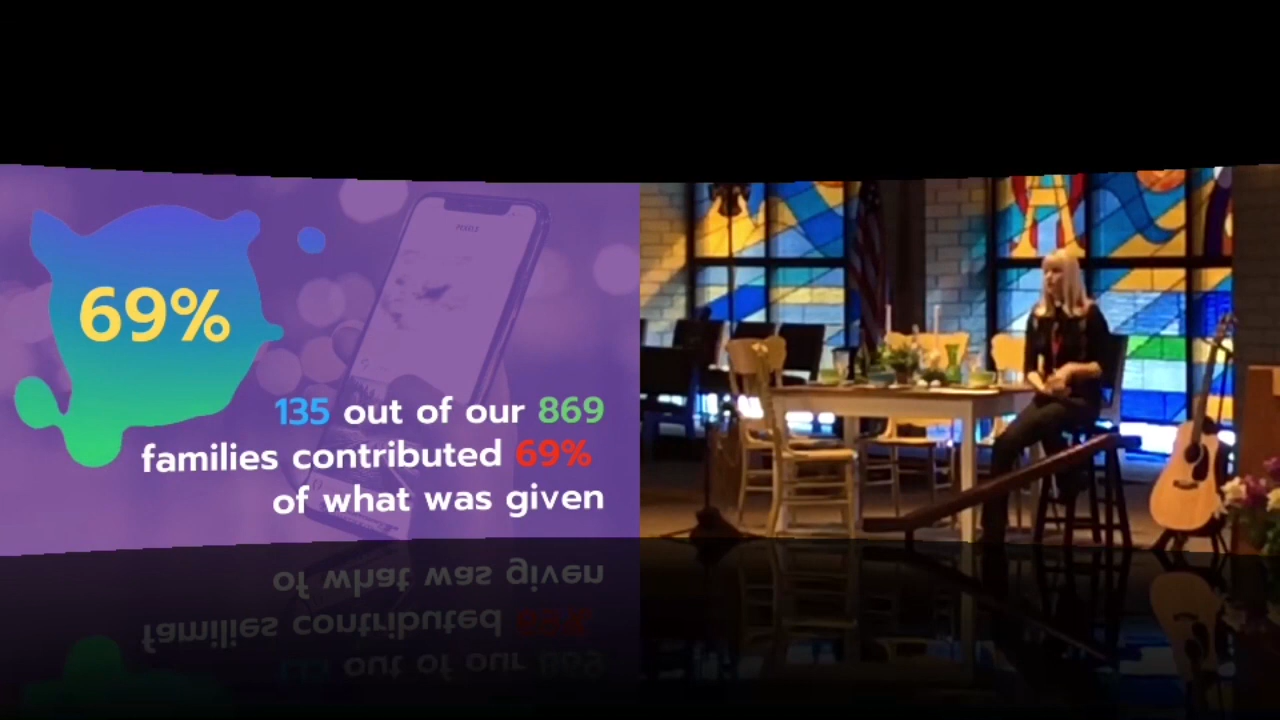 69%
135 out of our 869
families contributed 69%
of what was given